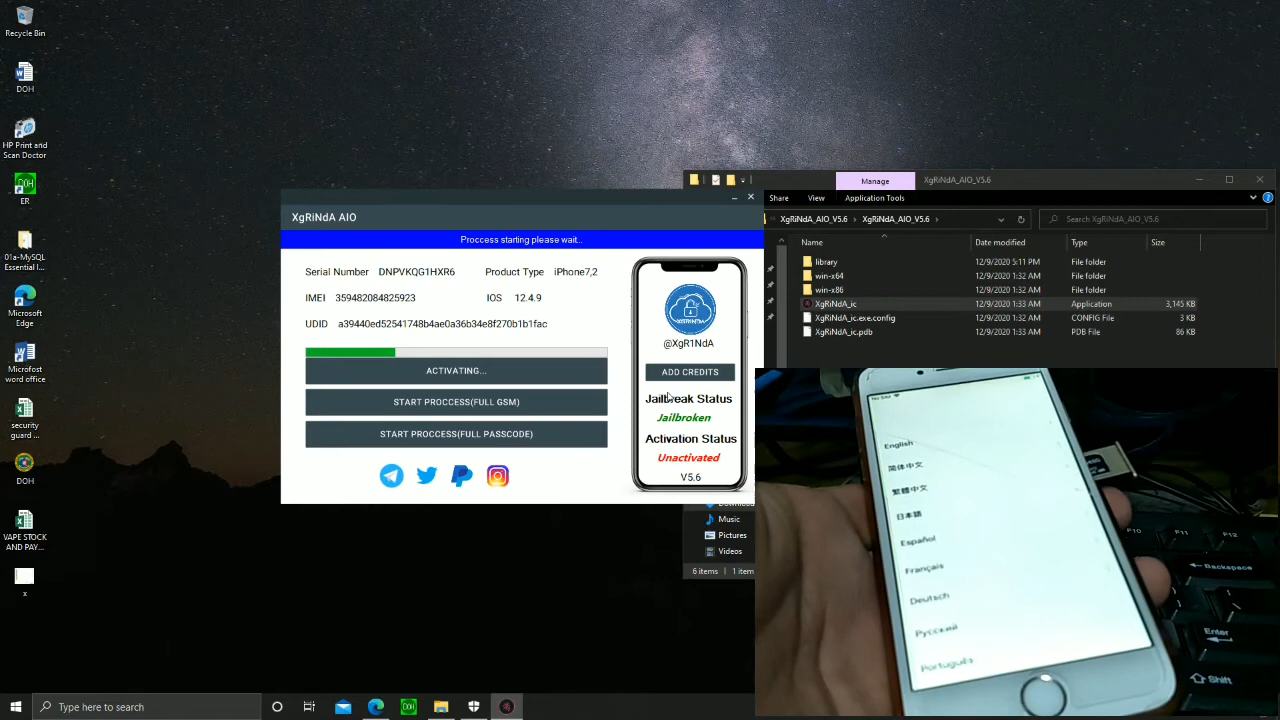 Recycle Bin
DOH
HP Print and
Scan Doctor
DOH
ER
01a-MySQL
Essential I...
Microsoft
Edge
Microfost
word office
security
guard ...
DOH
VAPE STOCK
AND PAY...
x
XgRiNdA AIO
Proccess starting please wait..
Serial Number DNPVKQG1HXR6 Product Type iPhone7,2
IMEI 359482084825923 IOS 12.4.9
UDID a39440ed52541748b4ae0a36b34e8f270b1b1fac
ACTIVATING...
START PROCCESS(FULL GSM)
START PROCCESS(FULL PASSCODE)
XGRINDA
@XgR1NdA
ADD CREDITS
Jailbreak Status
Jailbroken
Activation Status
Unactivated
V5.6
Manage XgRiNdA_AIO_V5.6
Share View Application Tools
XgRiNdA_AIO_V5.6 > XgRiNdA_AIO_V5.6 > Search XgRiNdA_AIO_V5.6
Name Date modified Type Size
library 12/9/2020 5:11 PM File folder
win-x64 12/9/2020 1:32 AM File folder
win-x86 12/9/2020 1:32 AM File folder
XgRiNdA_ic 12/9/2020 1:33 AM Application 3,145 KB
XgRiNdA_ic.exe.config 12/9/2020 1:32 AM CONFIG File 3 KB
XgRiNdA_ic.pdb 12/9/2020 1:33 AM PDB File 86 KB
Music
Pictures
Videos
6 items 1 item
No SIM
English
简体中文
繁體中文
日本語
Español
Français
Deutsch
Русский
Português
F10 F11 F12
Backspace
Enter
Shift
Type here to search
DOH